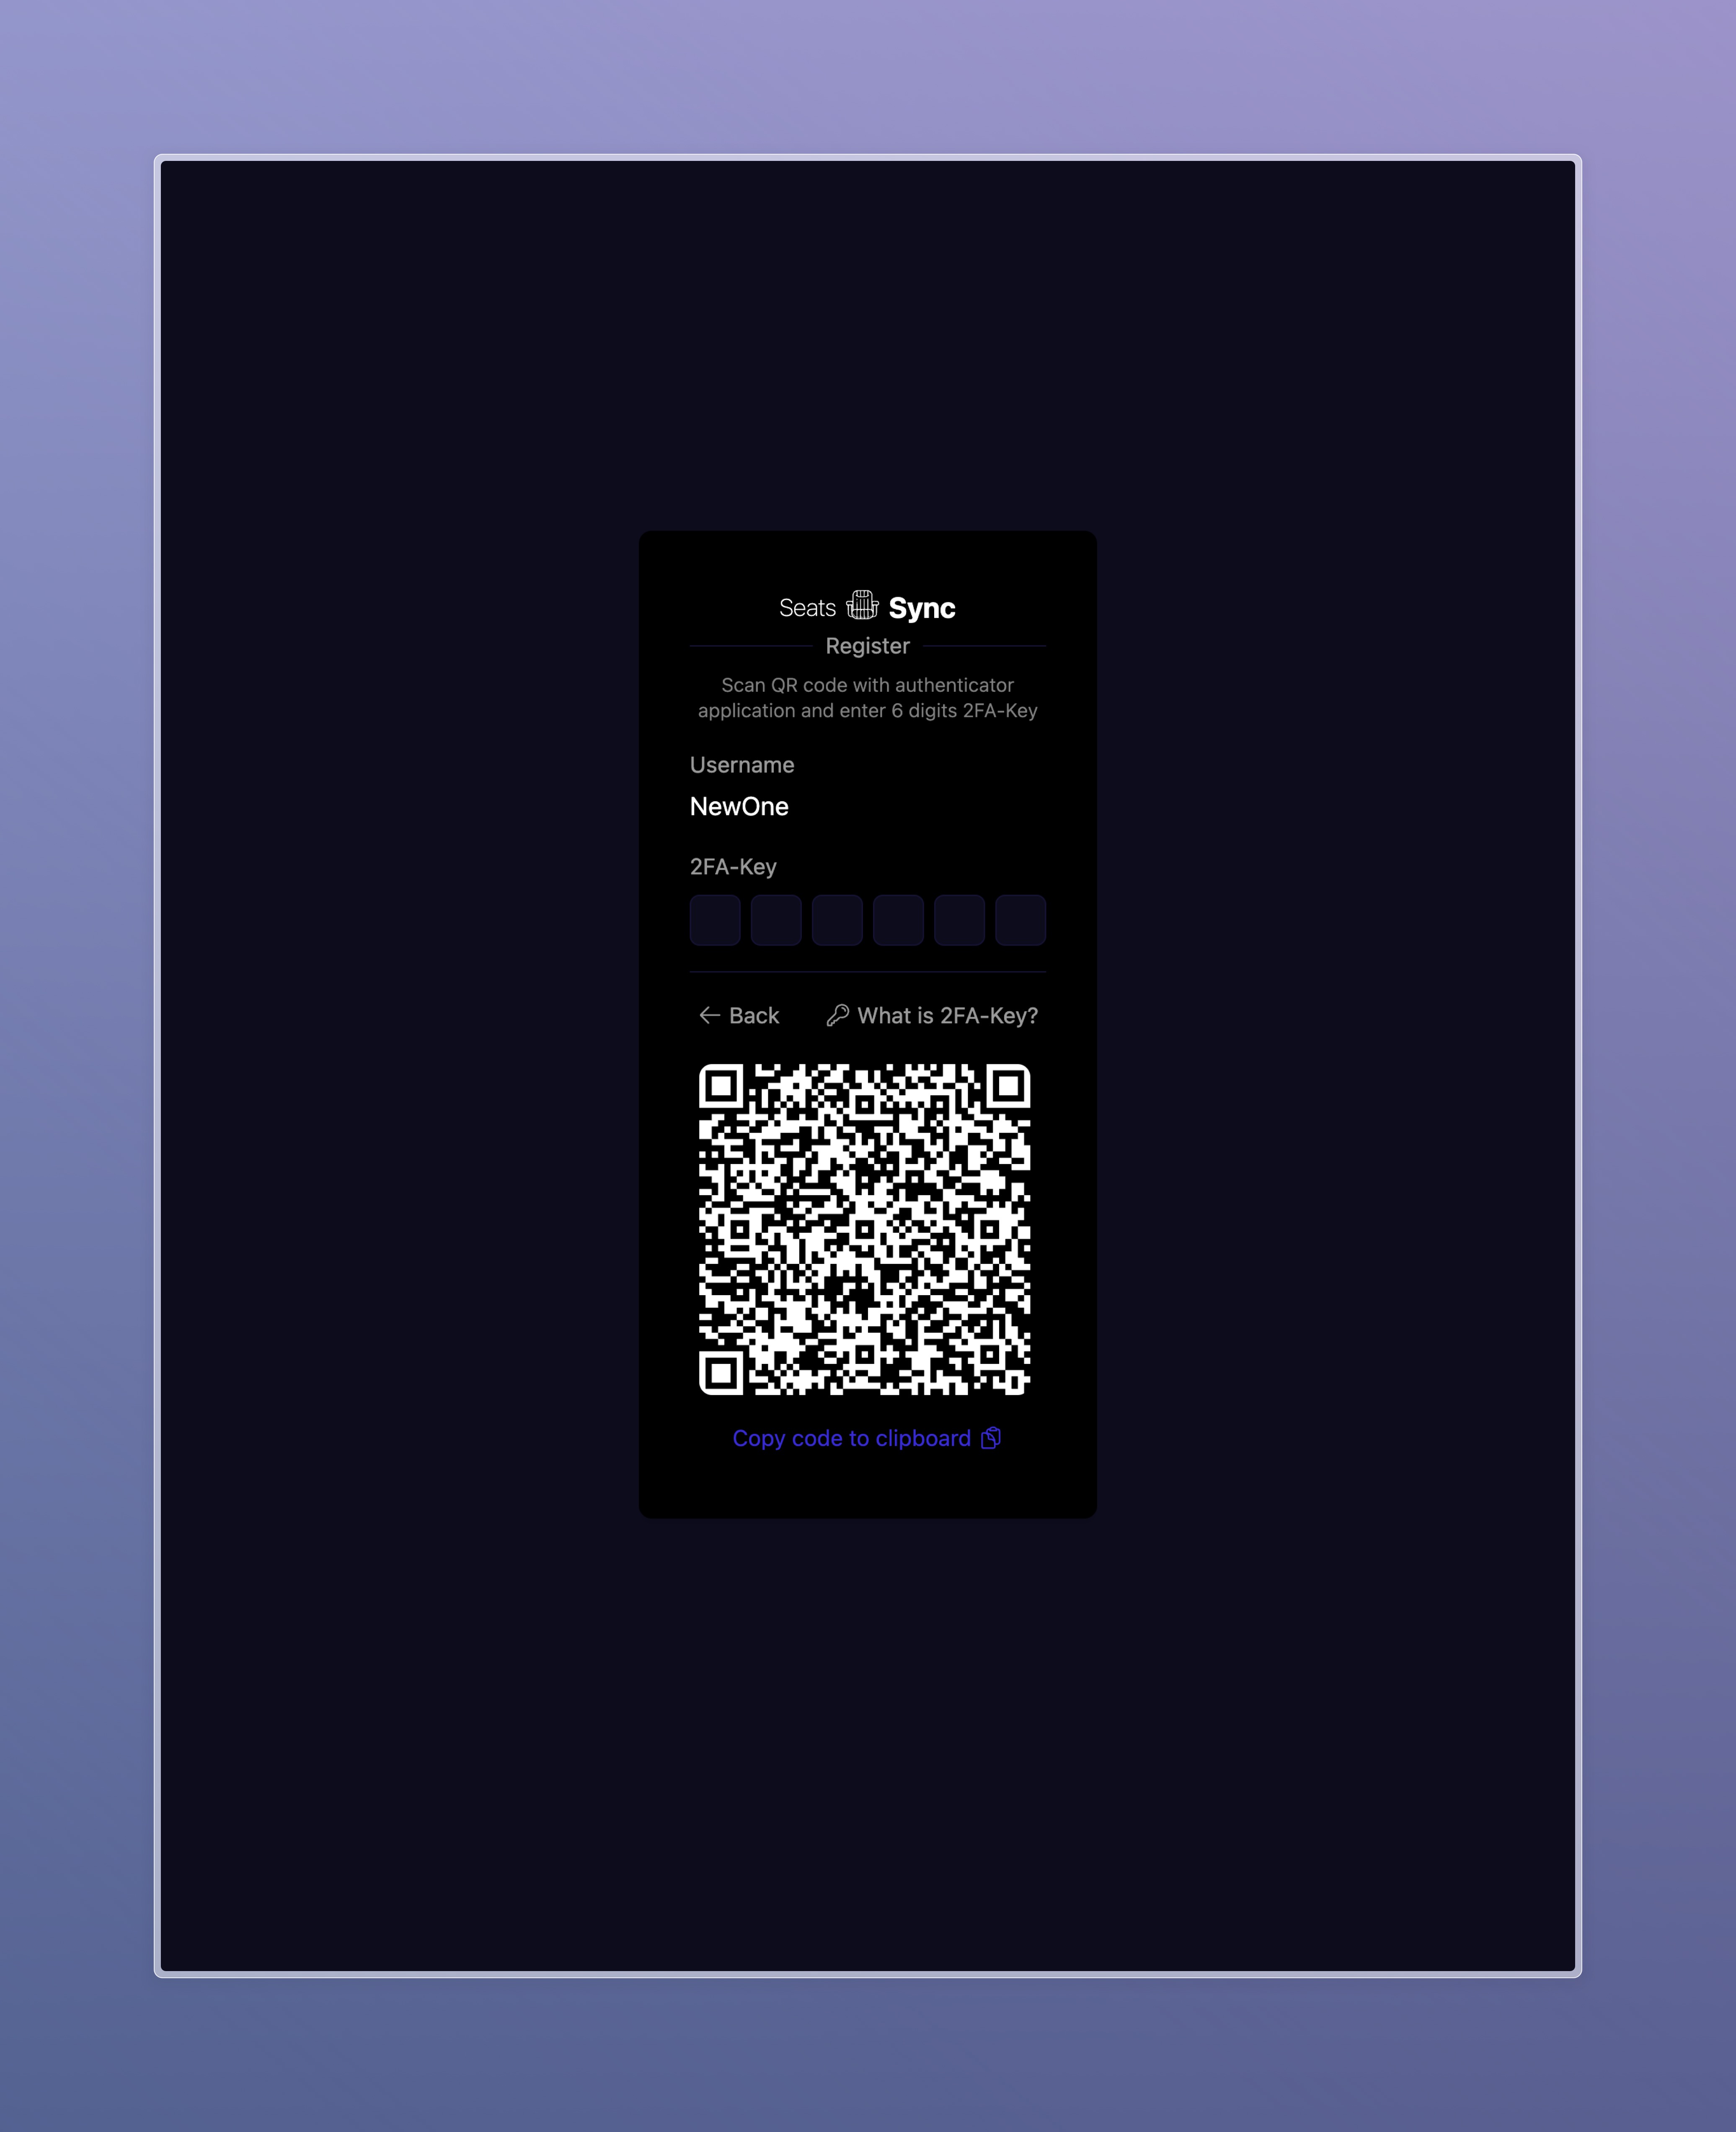 Seats Sync
Register
Scan QR code with authenticator
application and enter 6 digits 2FA-Key
Username
NewOne
2FA-Key
Back
What is 2FA-Key?
Copy code to clipboard